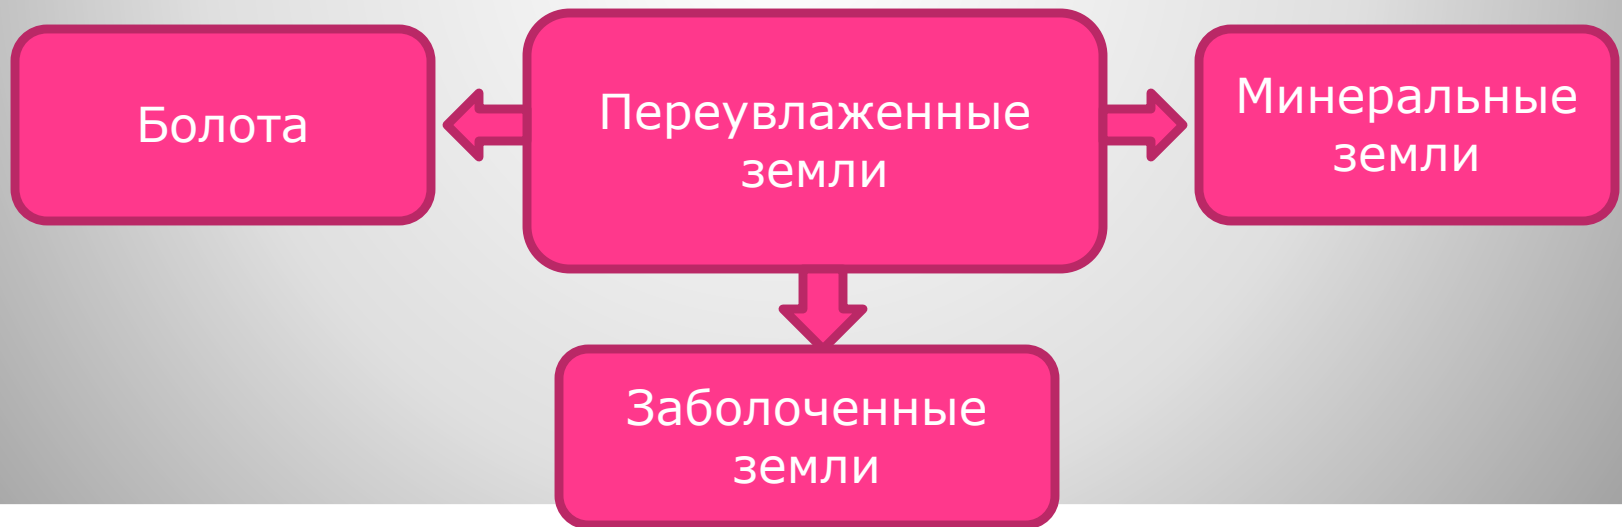 Болота
Переувлаженные
земли
Минеральные
земли
Заболоченные
земли